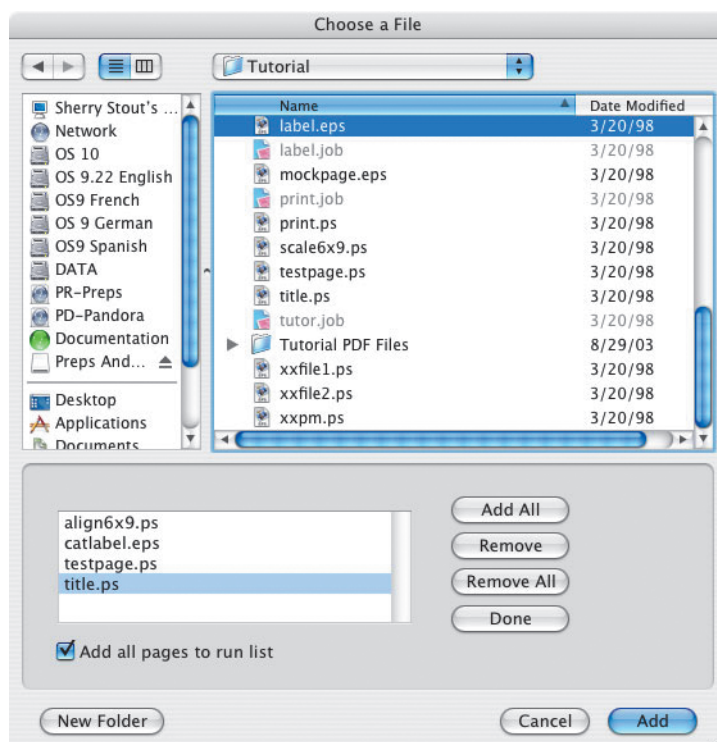 Choose a File
Tutorial
Sherry Stout's ...
Network
OS 10
OS 9.22 English
OS9 French
OS 9 German
OS9 Spanish
DATA
PR-Preps
PD-Pandora
Documentation
Preps And...
Desktop
Applications
Documents
Name Date Modified
label.eps 3/20/98
label.job 3/20/98
mockpage.eps 3/20/98
print.job 3/20/98
print.ps 3/20/98
scale6x9.ps 3/20/98
testpage.ps 3/20/98
title.ps 3/20/98
tutor.job 3/20/98
Tutorial PDF Files 8/29/03
xxfile1.ps 3/20/98
xxfile2.ps 3/20/98
xxpm.ps 3/20/98
align6x9.ps
catlabel.eps
testpage.ps
title.ps
Add All
Remove
Remove All
Done
Add all pages to run list
New Folder
Cancel
Add